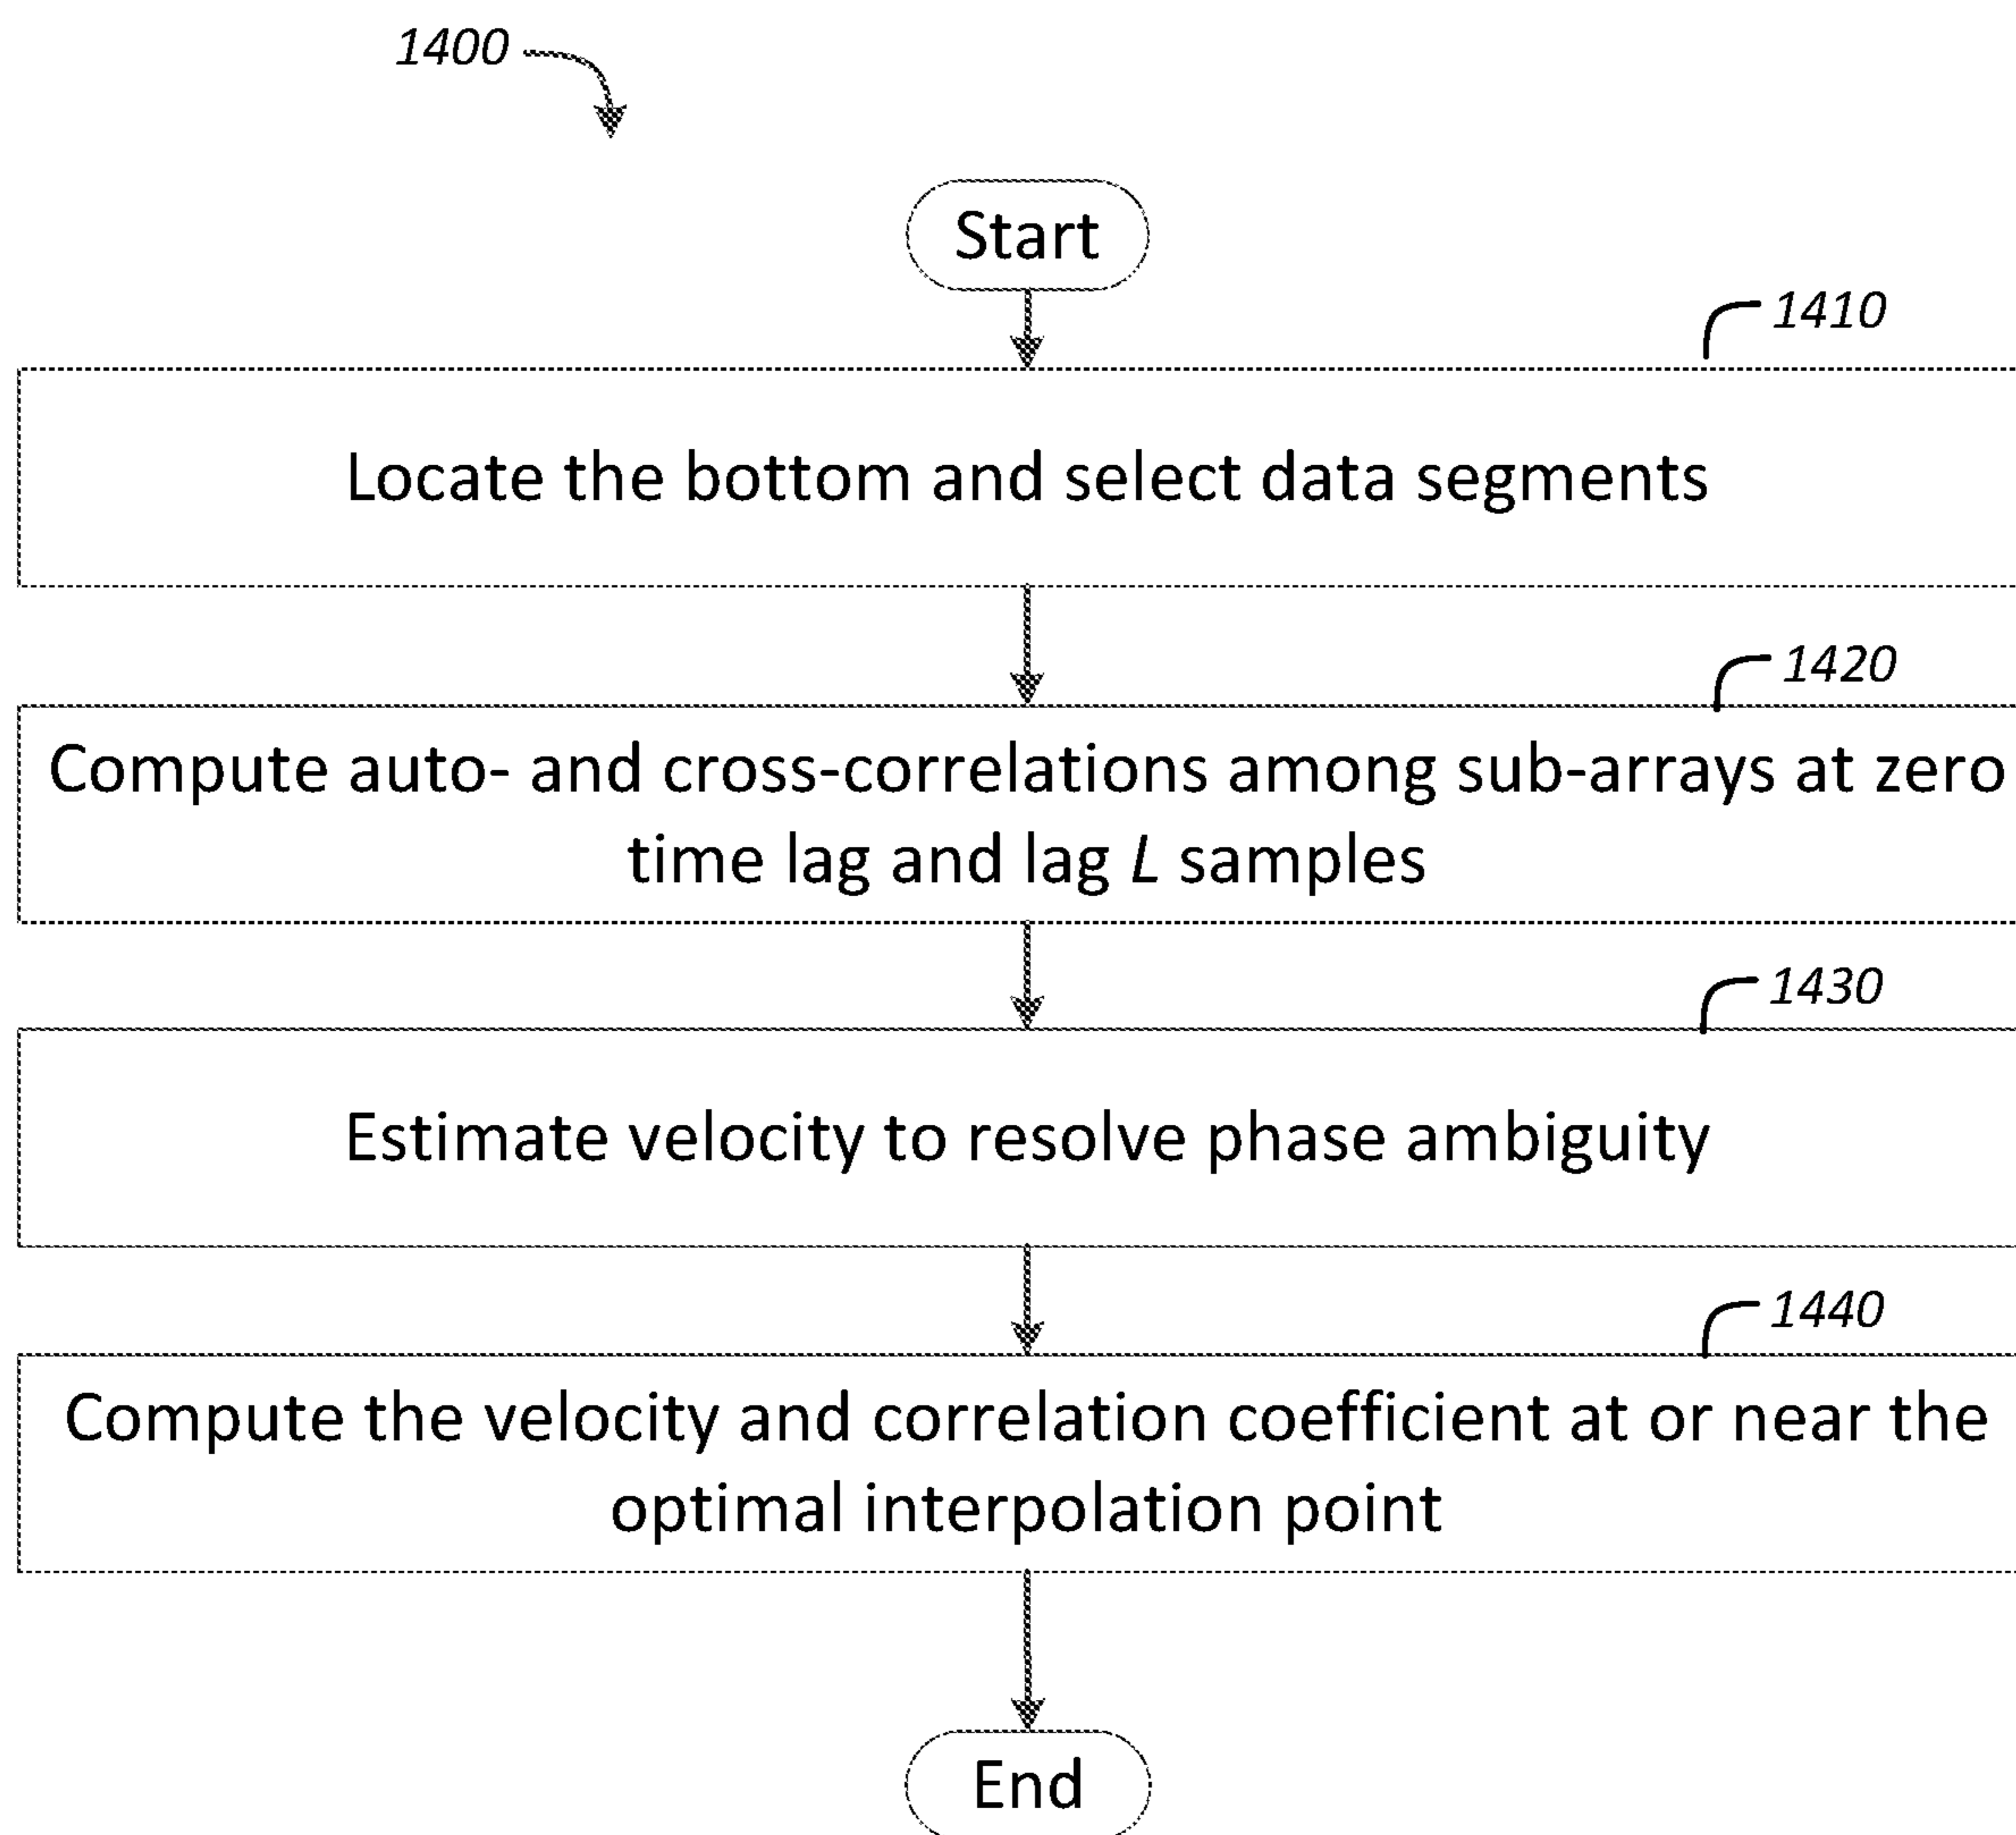 1400
Start
1410
Locate the bottom and select data segments
1420
Compute auto- and cross-correlations among sub-arrays at zero
time lag and lag L samples
1430
Estimate velocity to resolve phase ambiguity
1440
Compute the velocity and correlation coefficient at or near the
optimal interpolation point
End